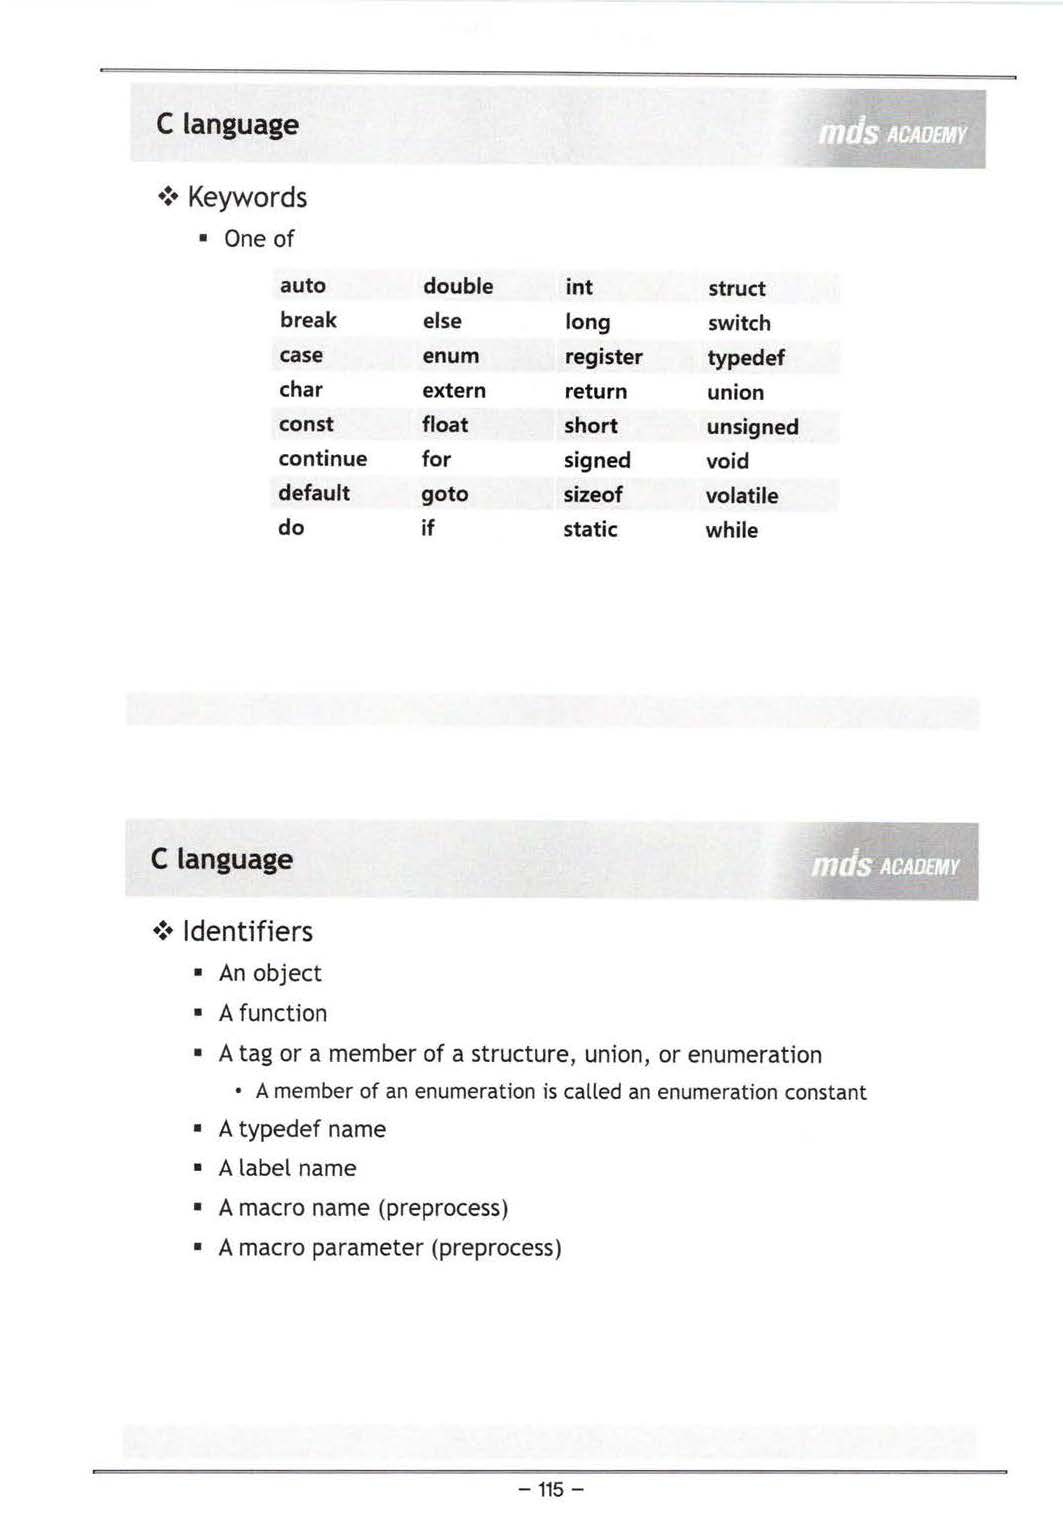 C language
mds ACADEMY
Keywords
▪ One of
auto double int struct
break else long switch
case enum register typedef
char extern return union
const float short unsigned
continue for signed void
default goto sizeof volatile
do if static while
C language
mds ACADEMY
Identifiers
▪ An object
▪ A function
▪ A tag or a member of a structure, union, or enumeration
• A member of an enumeration is called an enumeration constant
▪ A typedef name
▪ A label name
▪ A macro name (preprocess)
▪ A macro parameter (preprocess)
– 115 –